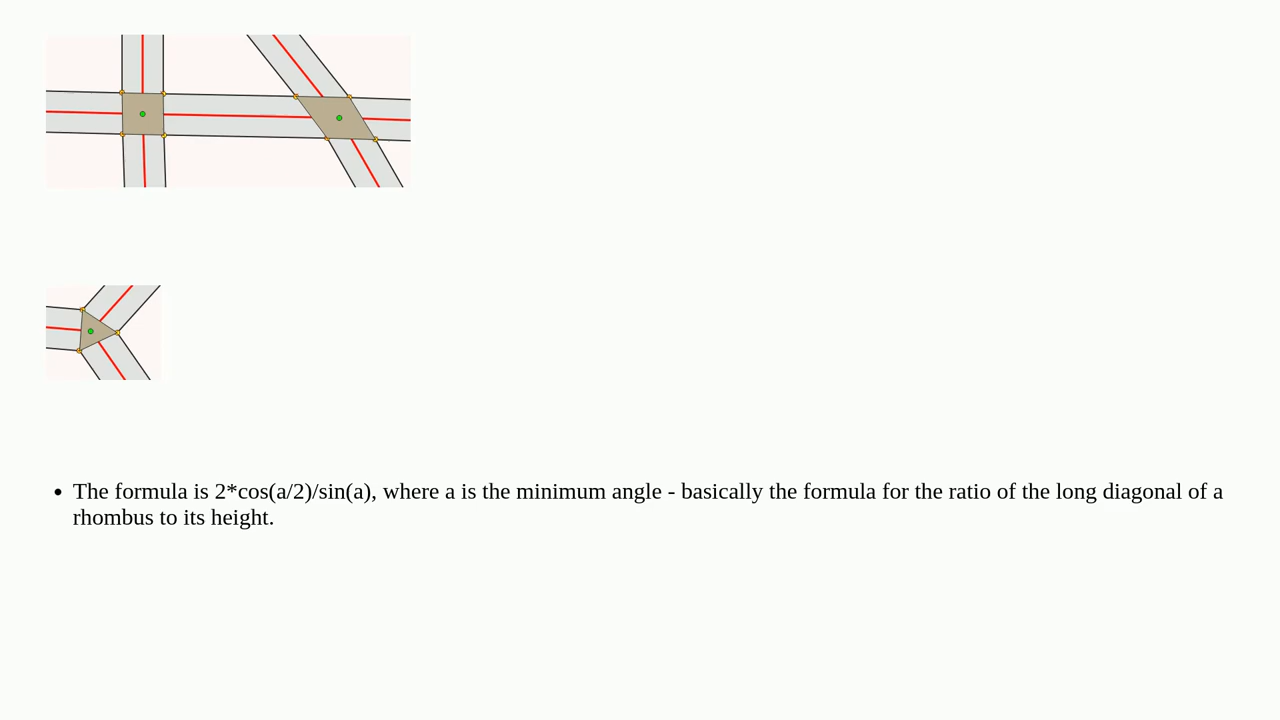 The formula is 2*cos(a/2)/sin(a), where a is the minimum angle - basically the formula for the ratio of the long diagonal of a
rhombus to its height.